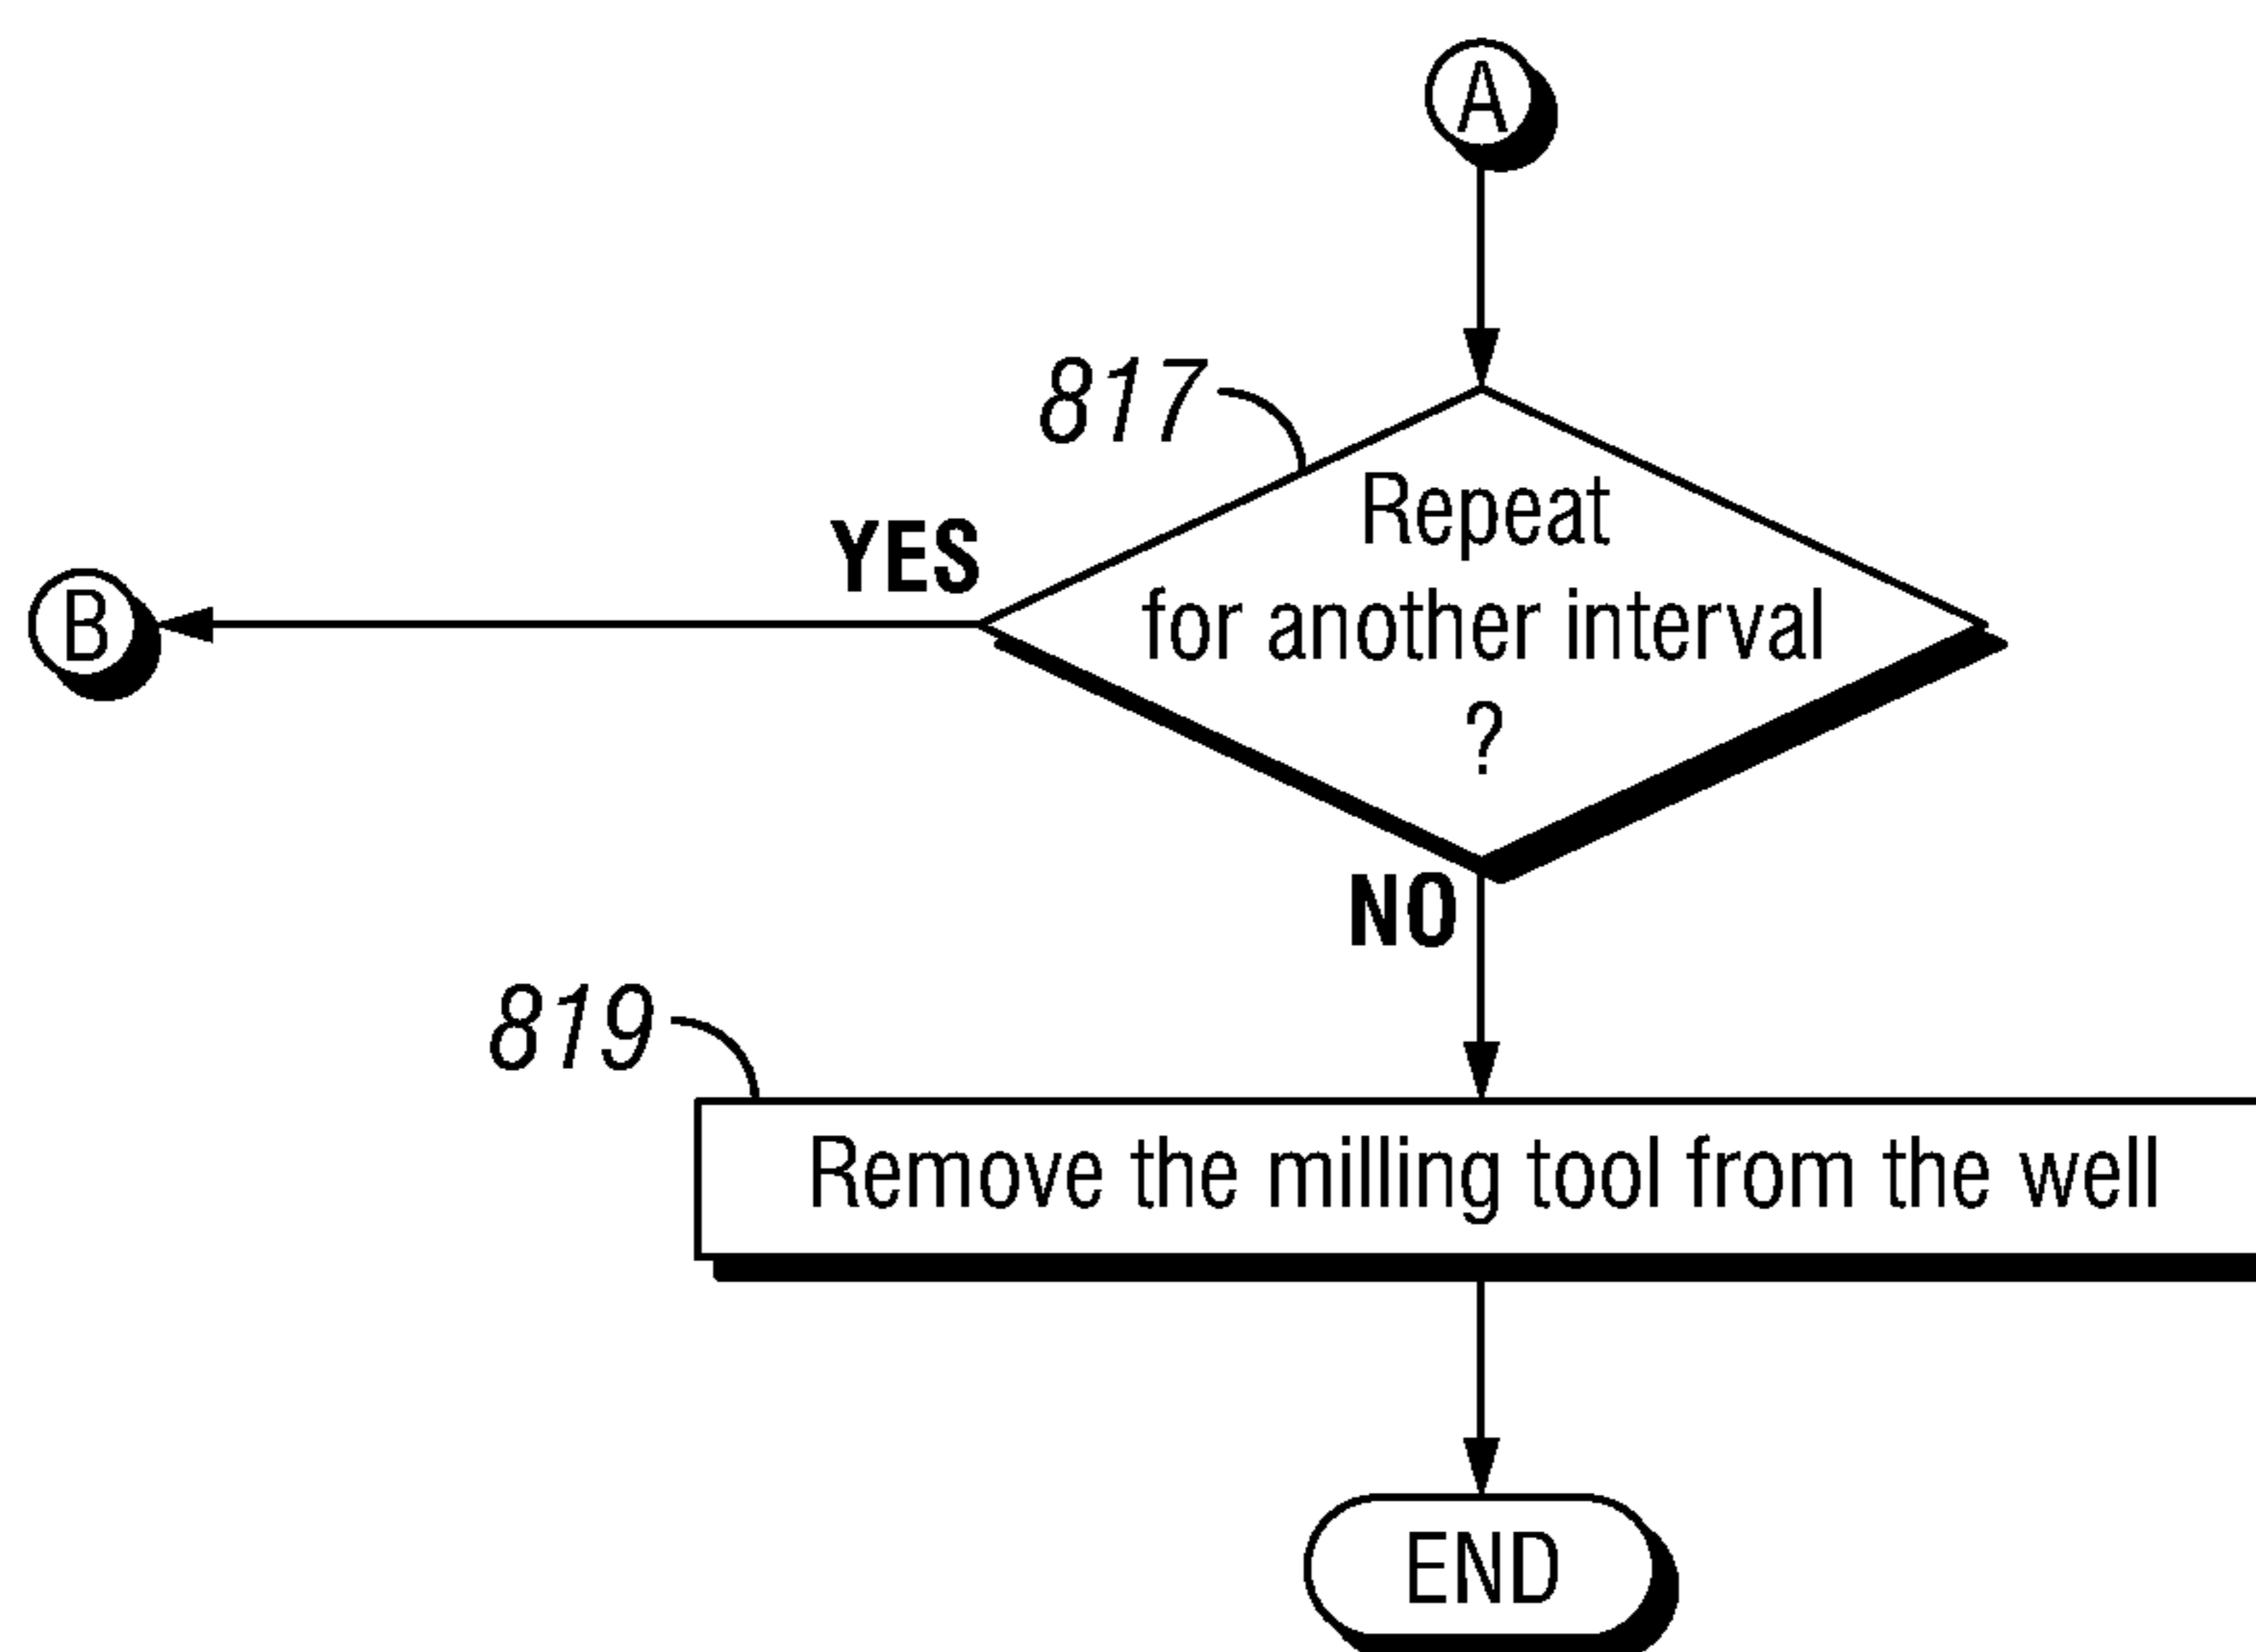 A
817
Repeat
for another interval
?
YES
B
NO
819
Remove the milling tool from the well
END